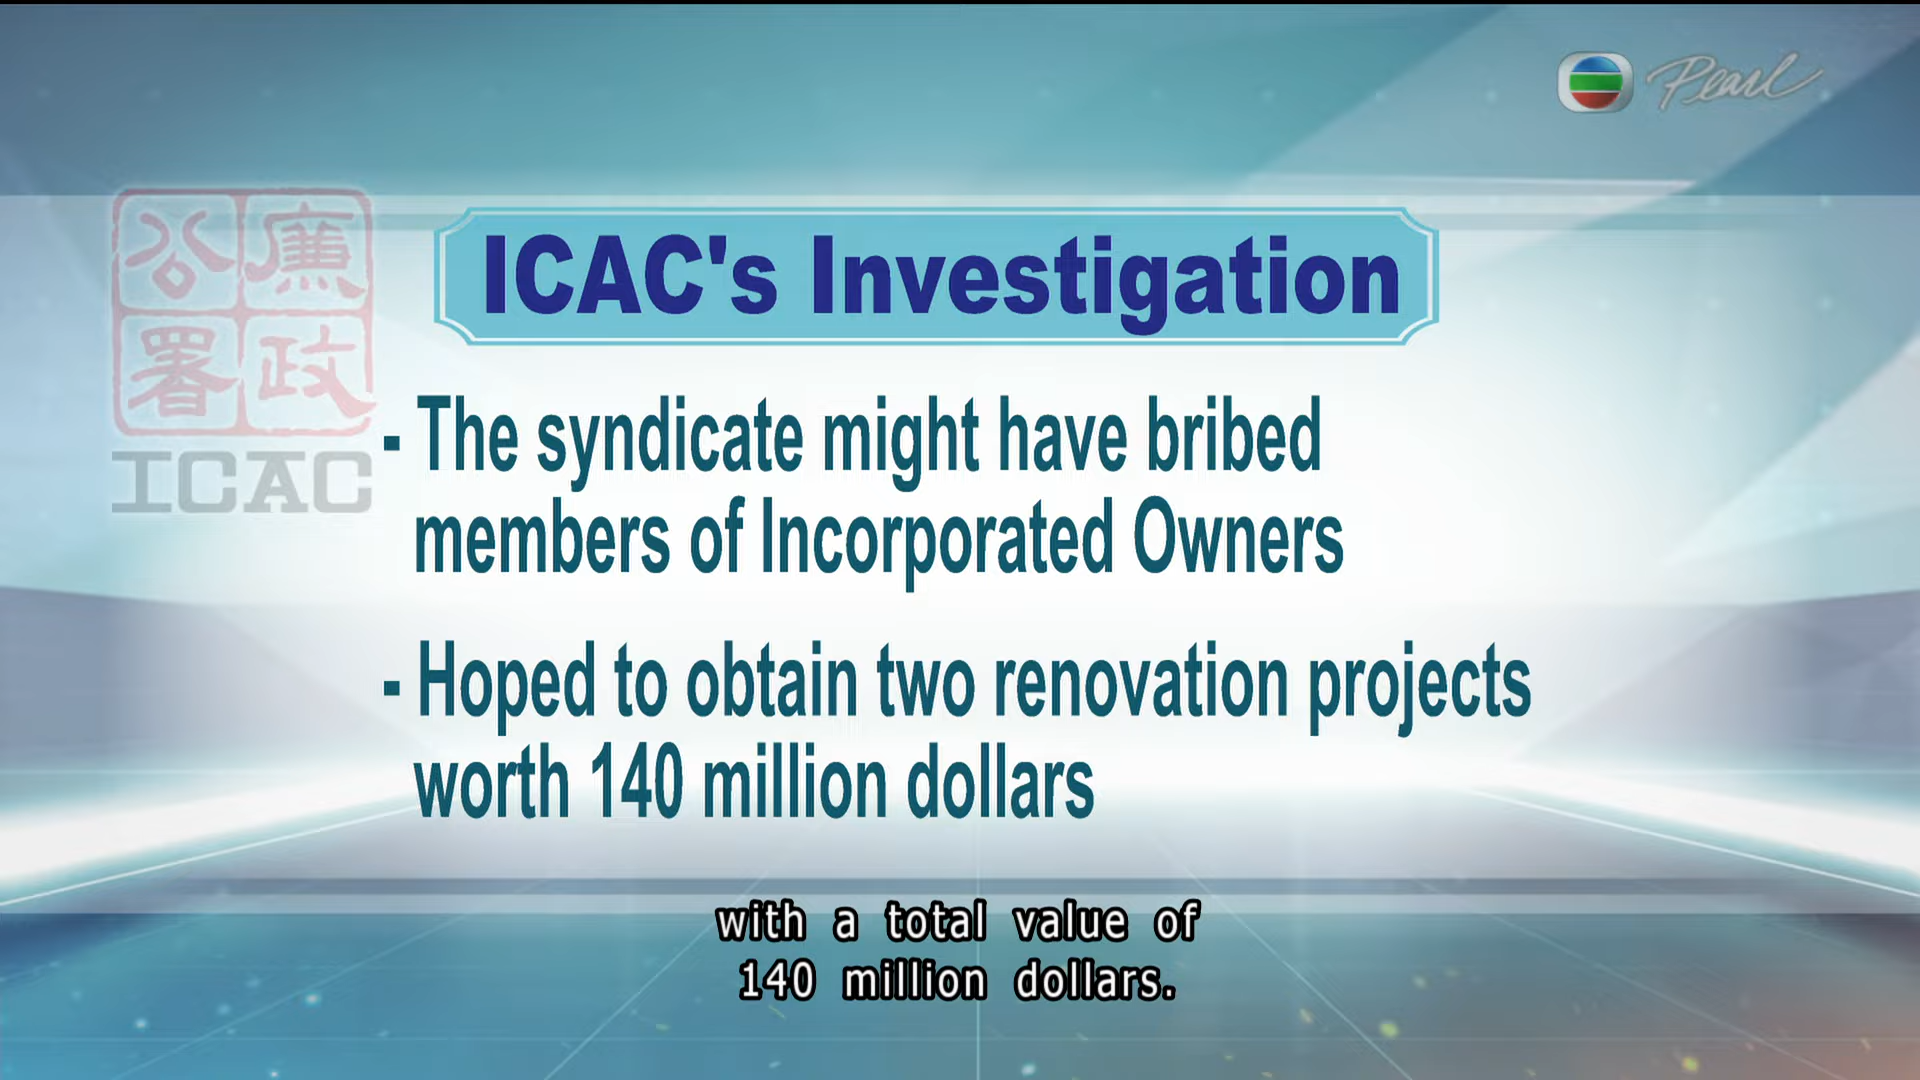 Pearl
公廉
署政
ICAC
ICAC's Investigation
- The syndicate might have bribed
members of Incorporated Owners
- Hoped to obtain two renovation projects
worth 140 million dollars
with a total value of
140 million dollars.